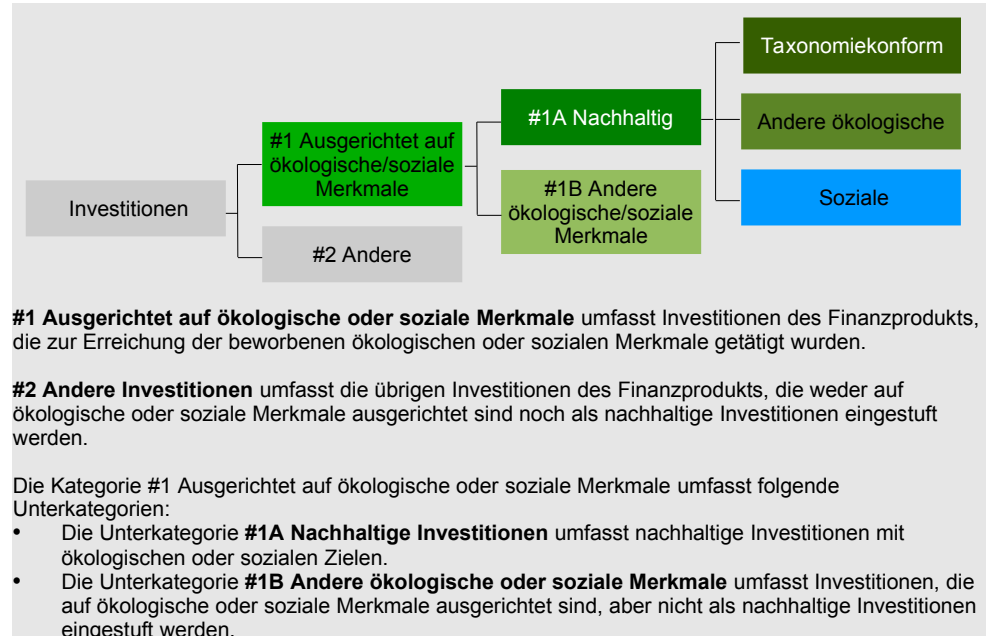 Taxonomiekonform
#1A Nachhaltig
Andere ökologische
#1 Ausgerichtet auf
ökologische/soziale
Merkmale
#1B Andere
ökologische/soziale
Merkmale
Soziale
Investitionen
#2 Andere
#1 Ausgerichtet auf ökologische oder soziale Merkmale umfasst Investitionen des Finanzprodukts,
die zur Erreichung der beworbenen ökologischen oder sozialen Merkmale getätigt wurden.
#2 Andere Investitionen umfasst die übrigen Investitionen des Finanzprodukts, die weder auf
ökologische oder soziale Merkmale ausgerichtet sind noch als nachhaltige Investitionen eingestuft
werden.
Die Kategorie #1 Ausgerichtet auf ökologische oder soziale Merkmale umfasst folgende
Unterkategorien:
• Die Unterkategorie #1A Nachhaltige Investitionen umfasst nachhaltige Investitionen mit
ökologischen oder sozialen Zielen.
• Die Unterkategorie #1B Andere ökologische oder soziale Merkmale umfasst Investitionen, die
auf ökologische oder soziale Merkmale ausgerichtet sind, aber nicht als nachhaltige Investitionen
eingestuft werden.